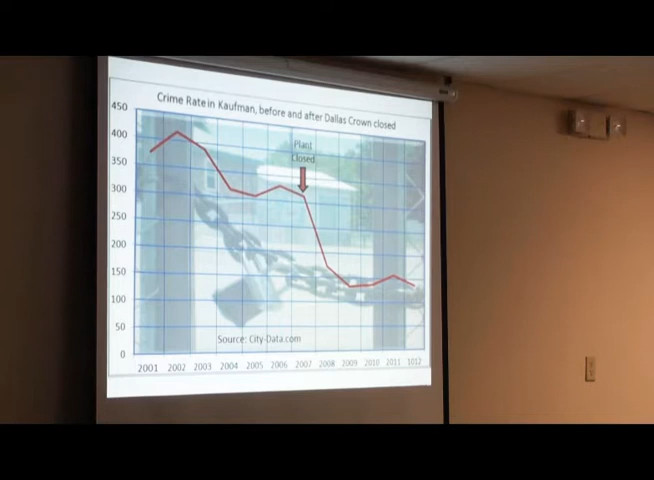 Crime Rate in Kaufman, before and after Dallas Crown closed
450
400
350
300
250
200
150
100
50
0
Plant
Closed
Source: City-Data.com
2001 2002 2003 2004 2005 2006 2007 2008 2009 2010 2011 1012